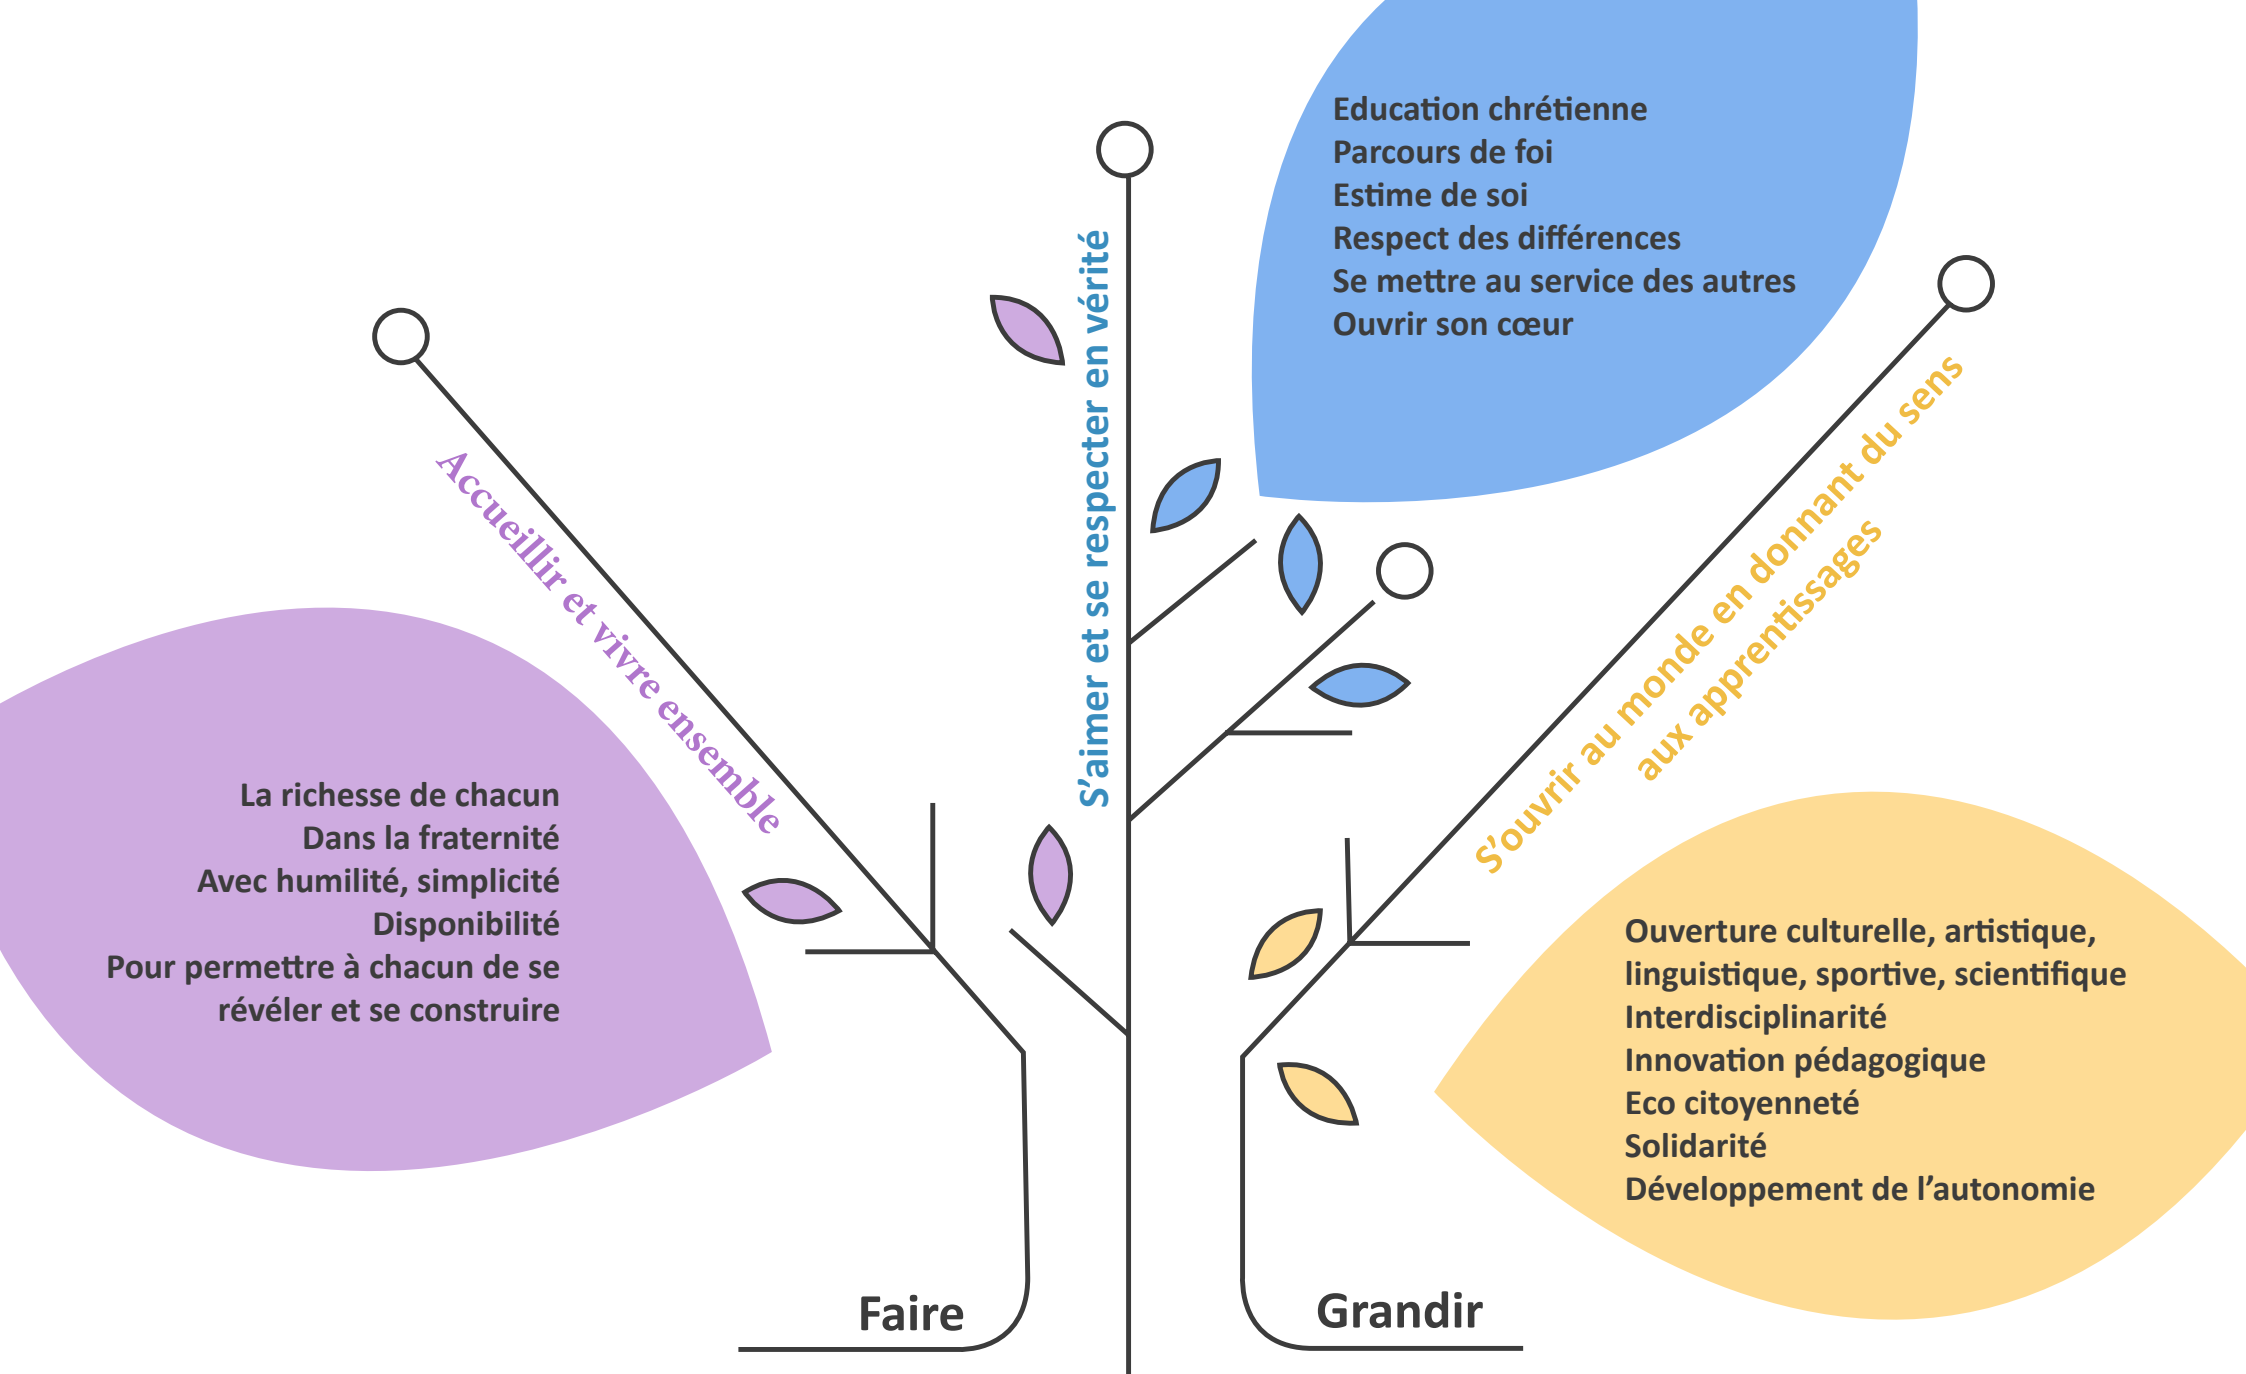 Education chrétienne
Parcours de foi
Estime de soi
Respect des différences
Se mettre au service des autres
Ouvrir son cœur
S’aimer et se respecter en vérité
Accueillir et vivre ensemble
S’ouvrir au monde en donnant du sens
aux apprentissages
La richesse de chacun
Dans la fraternité
Avec humilité, simplicité
Disponibilité
Pour permettre à chacun de se
révéler et se construire
Ouverture culturelle, artistique,
linguistique, sportive, scientifique
Interdisciplinarité
Innovation pédagogique
Eco citoyenneté
Solidarité
Développement de l’autonomie
Faire
Grandir